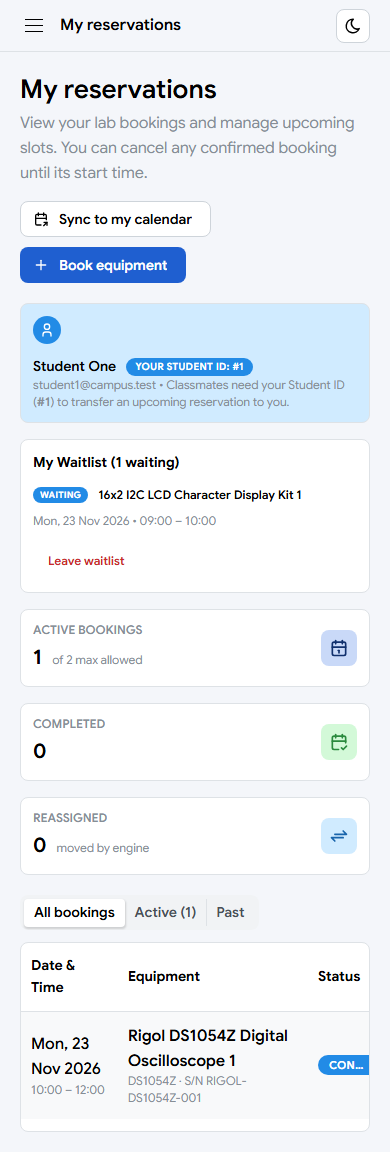 My reservations
My reservations
View your lab bookings and manage upcoming
slots. You can cancel any confirmed booking
until its start time.
Sync to my calendar
Book equipment
Student One YOUR STUDENT ID: #1
student1@campus.test • Classmates need your Student ID
(#1) to transfer an upcoming reservation to you.
My Waitlist (1 waiting)
WAITING 16x2 I2C LCD Character Display Kit 1
Mon, 23 Nov 2026 • 09:00 – 10:00
Leave waitlist
ACTIVE BOOKINGS
1 of 2 max allowed
COMPLETED
0
REASSIGNED
0 moved by engine
All bookings Active (1) Past
Date &
Time
Equipment
Status
Mon, 23
Nov 2026
10:00 – 12:00
Rigol DS1054Z Digital
Oscilloscope 1
DS1054Z · S/N RIGOL-
DS1054Z-001
CON...